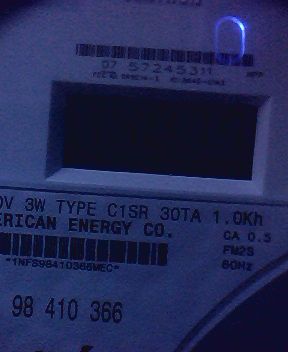 07 57245311
0V 3W TYPE C1SR 30TA 1.0Kh
ERICAN ENERGY CO.
CA 0.5
FM2S
60Hz
*1NFS98410366MEC*
98 410 366